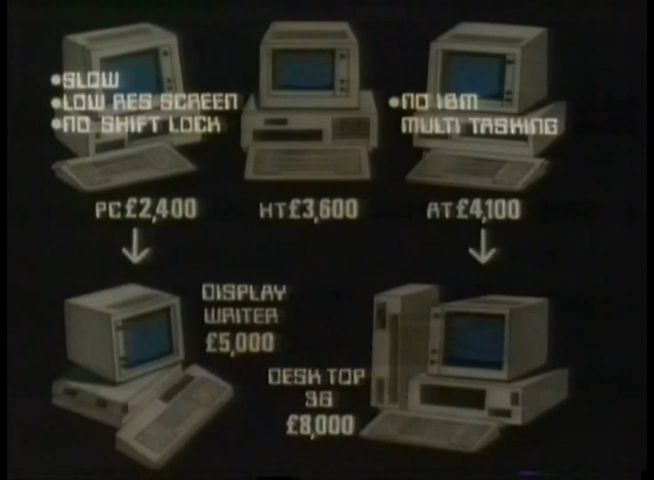 •SLOW
•LOW RES SCREEN
•NO SHIFT LOCK
•NO IBM
MULTI TASKING
PC £2,400
XT £3,600
AT £4,100
DISPLAY
WRITER
£5,000
DESK TOP
36
£8,000